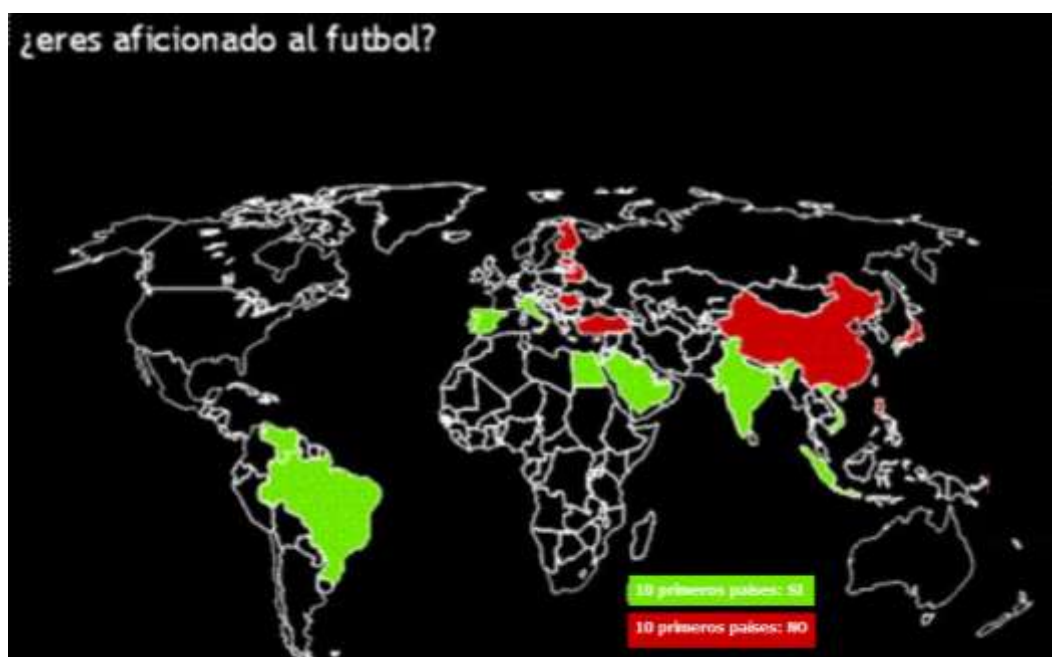 ¿eres aficionado al futbol?
10 primeros países: SI
10 primeros países: NO